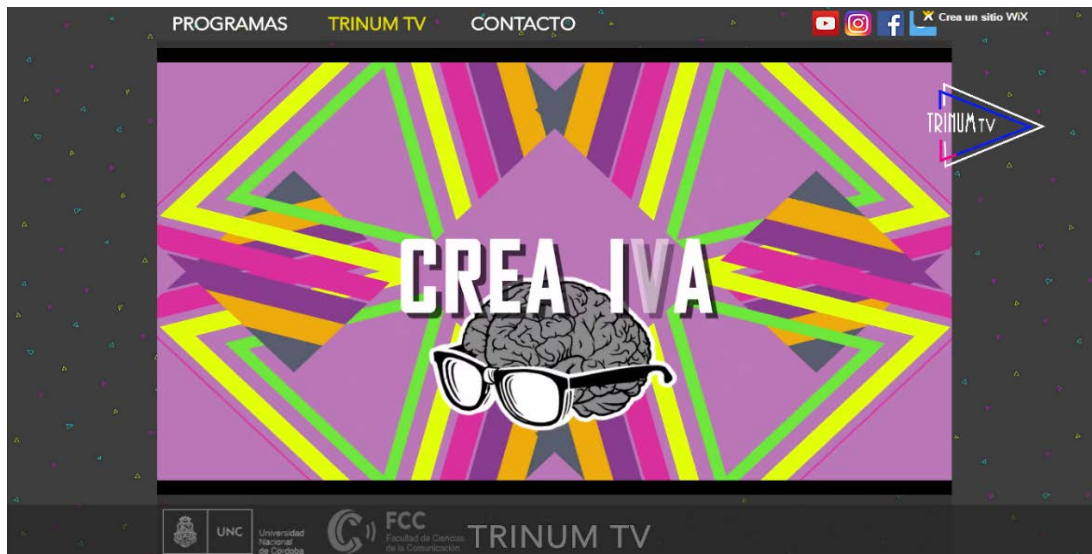 PROGRAMAS TRINUM TV CONTACTO
Crea un sitio WiX
TRINUM TV
CREA IVA
UNC
Universidad
Nacional
de Córdoba
FCC
Facultad de Ciencias
de la Comunicación
TRINUM TV